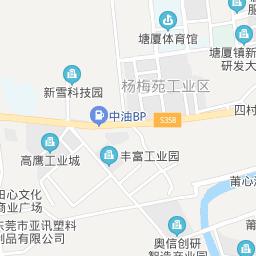 塘厦体育馆
塘厦镇新
研发大
杨梅苑工业区
新雪科技园
中油BP
S358
四村
高鹰工业城
丰富工业园
田心文化
商业广场
莆心
东莞市亚讯塑料
制品有限
奥信创研
智造产业园